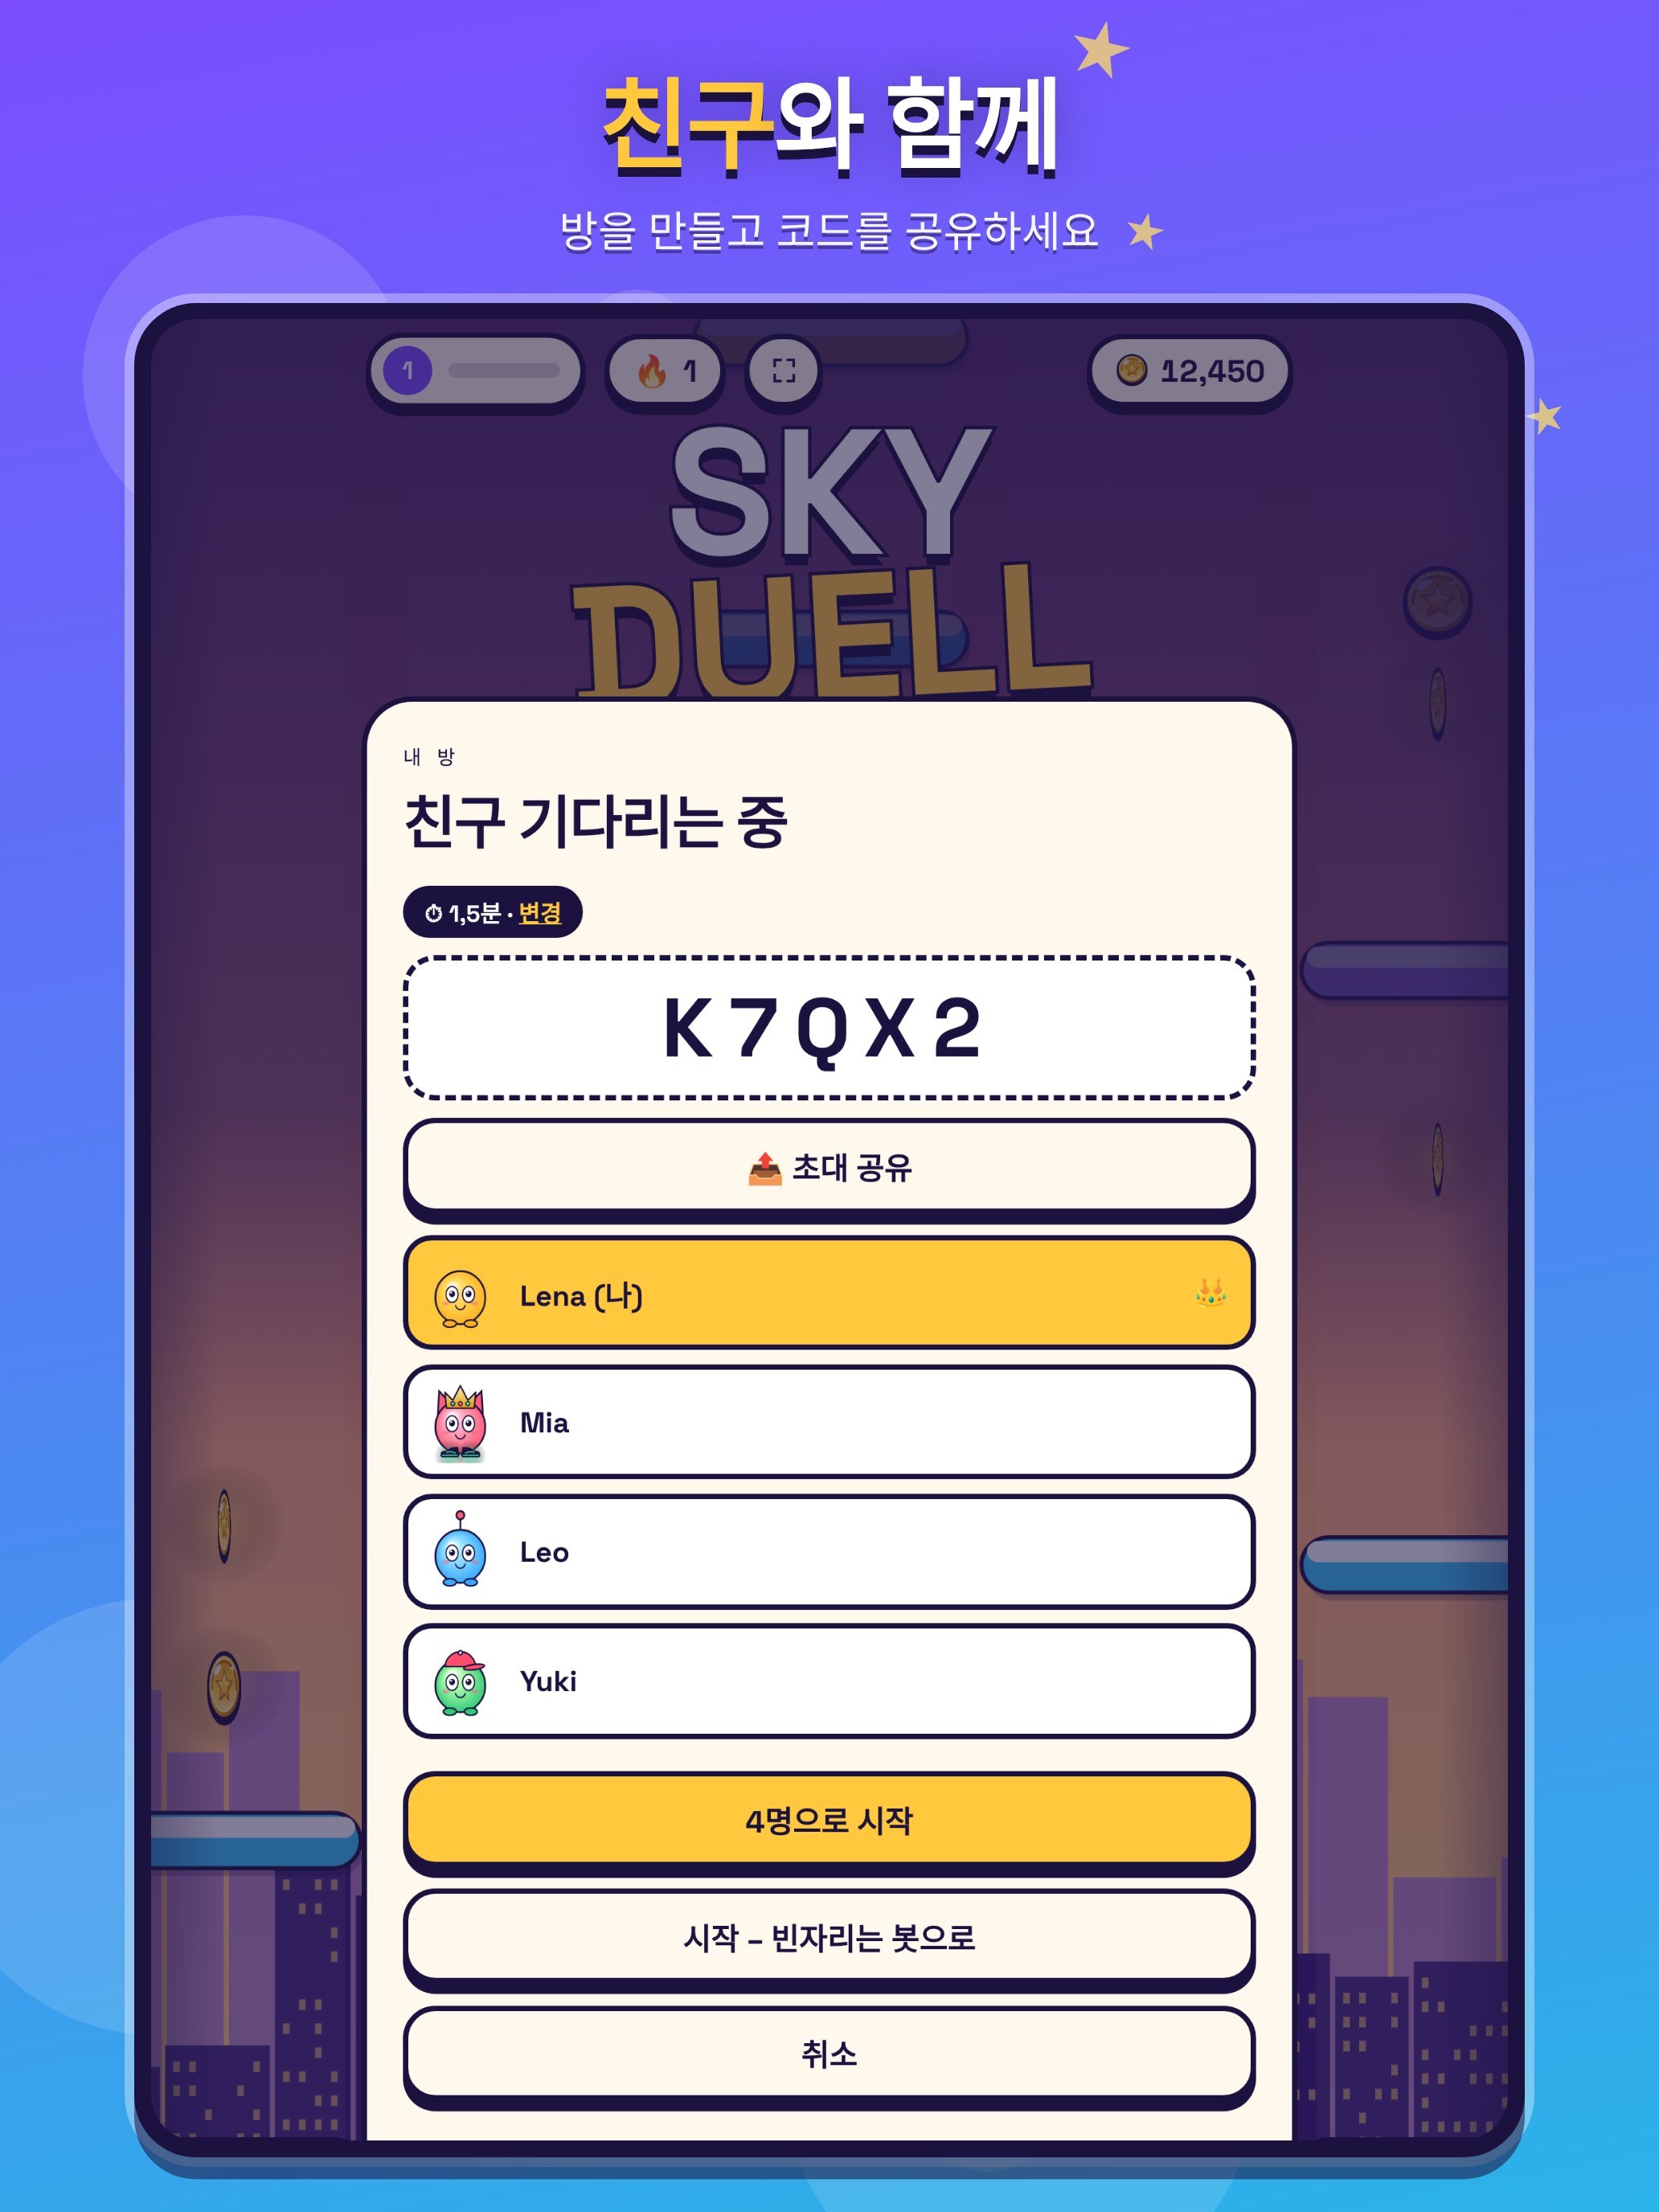 친구와 함께
방을 만들고 코드를 공유하세요
1
1
12,450
SKY
DUELL
내 방
친구 기다리는 중
1,5분 · 변경
K7QX2
초대 공유
Lena (나)
Mia
Leo
Yuki
4명으로 시작
시작 – 빈자리는 봇으로
취소